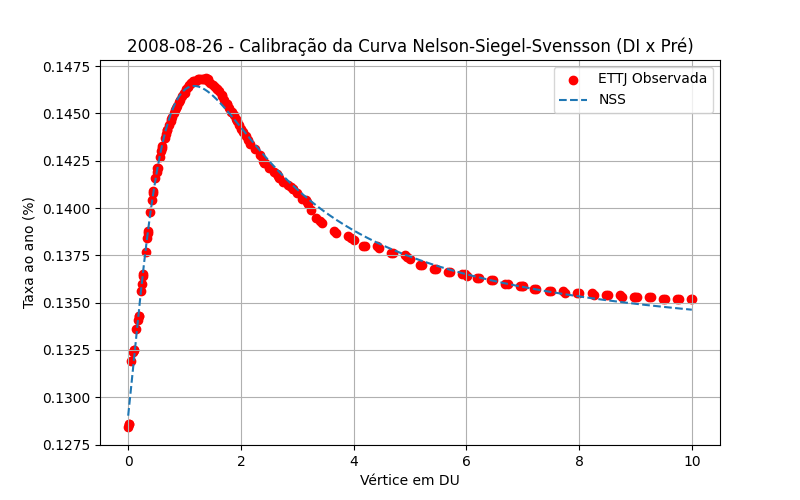 2008-08-26 - Calibração da Curva Nelson-Siegel-Svensson (DI x Pré)
ETTJ Observada
NSS
Taxa ao ano (%)
0.1475
0.1450
0.1425
0.1400
0.1375
0.1350
0.1325
0.1300
0.1275
0 2 4 6 8 10
Vértice em DU